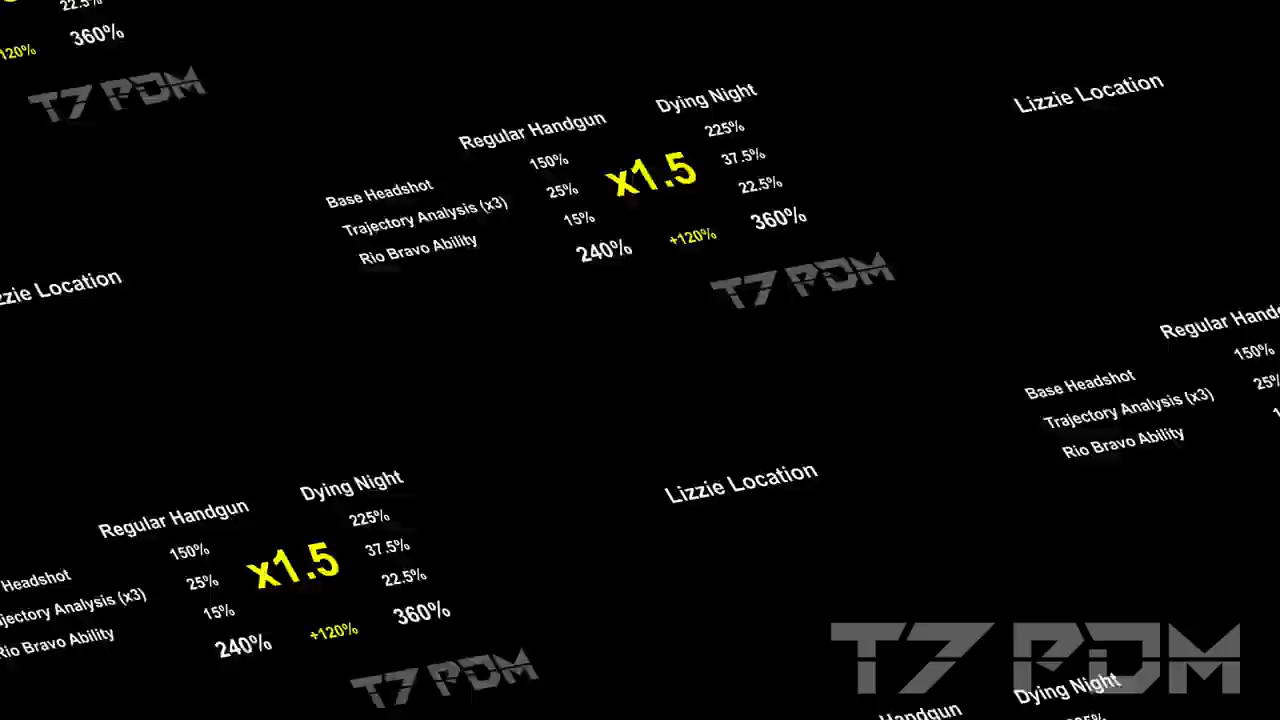 22.5%
120%
360%
T7 PDM
Lizzie Location
Regular Handgun
Dying Night
Base Headshot
150%
x1.5
225%
Trajectory Analysis (x3)
25%
37.5%
Rio Bravo Ability
15%
22.5%
240%
+120%
360%
T7 PDM
zzie Location
Regular Hando
Base Headshot
150%
Trajectory Analysis (x3)
25%
Rio Bravo Ability
Lizzie Location
Regular Handgun
Dying Night
Headshot
150%
x1.5
225%
jectory Analysis (x3)
25%
37.5%
Rio Bravo Ability
15%
22.5%
240%
+120%
360%
T7 PDM
T7 PDM
Dying Night
Handgun